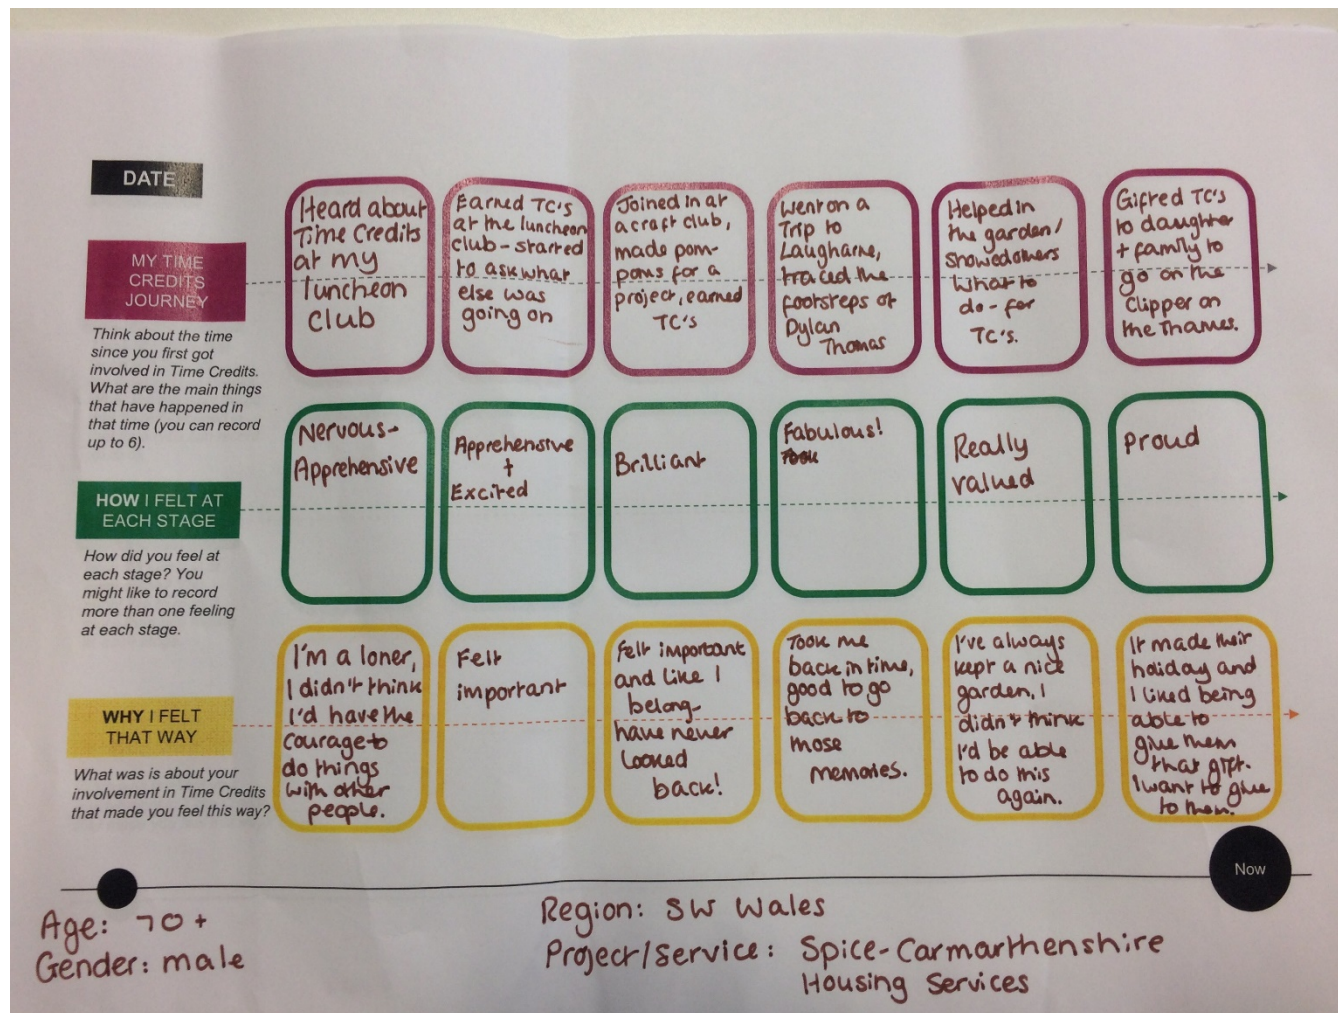 DATE
MY TIME
CREDITS
JOURNEY
Think about the time
since you first got
involved in Time Credits.
What are the main things
that have happened in
that time (you can record
up to 6).
Heard about
Time Credits
at my
luncheon
club
Earned TC's
at the luncheon
club - started
to ask what
else was
going on
Joined in at
a craft club,
made pom-
poms for a
project, earned
TC's
Went on a
Trip to
Laugharne,
traced the
footsteps of
Dylan
Thomas
Helped in
the garden/
showed others
what to
do - for
TC's.
Gifted TC's
to daughter
+ family to
go on the
Clipper on
the Thames.
HOW I FELT AT
EACH STAGE
How did you feel at
each stage? You
might like to record
more than one feeling
at each stage.
Nervous-
Apprehensive
Apprehensive
+
Excited
Brilliant
Fabulous!
Took
Really
valued
Proud
WHY I FELT
THAT WAY
What was is about your
involvement in Time Credits
that made you feel this way?
I'm a loner,
I didn't think
I'd have the
courage to
do things
with other
people.
Felt
important
Felt important
and like I
belong-
have never
looked
back!
Took me
back in time,
good to go
back to
those
memories.
I've always
kept a nice
garden, I
didn't think
I'd be able
to do this
again.
It made their
holiday and
I liked being
able to
give them
that gift.
I want to give
to them.
Now
Age: 70+
Gender: male
Region: SW Wales
Project/Service: Spice-Carmarthenshire
Housing Services